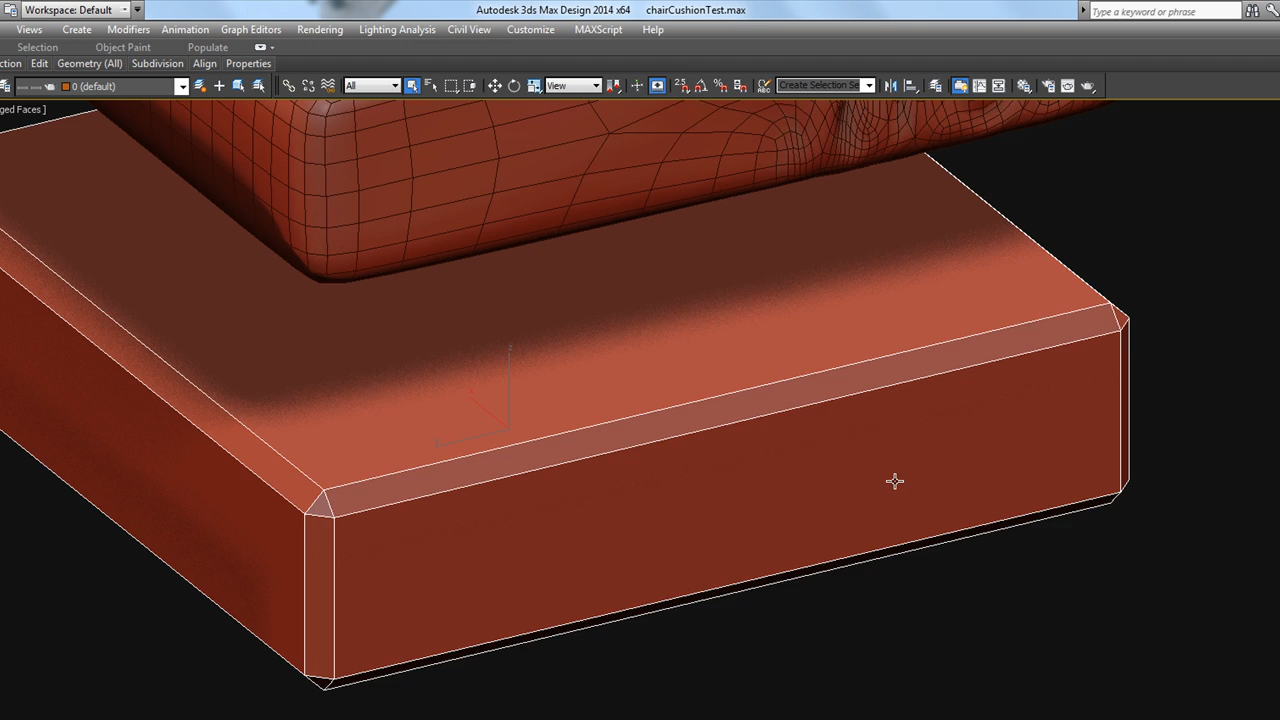 Workspace: Default
Autodesk 3ds Max Design 2014 x64 chairCushionTest.max
Type a keyword or phrase
Views Create Modifiers Animation Graph Editors Rendering Lighting Analysis Civil View Customize MAXScript Help
Selection Object Paint Populate
ction Edit Geometry (All) Subdivision Align Properties
0 (default) All View Create Selection Se
ged Faces ]
z